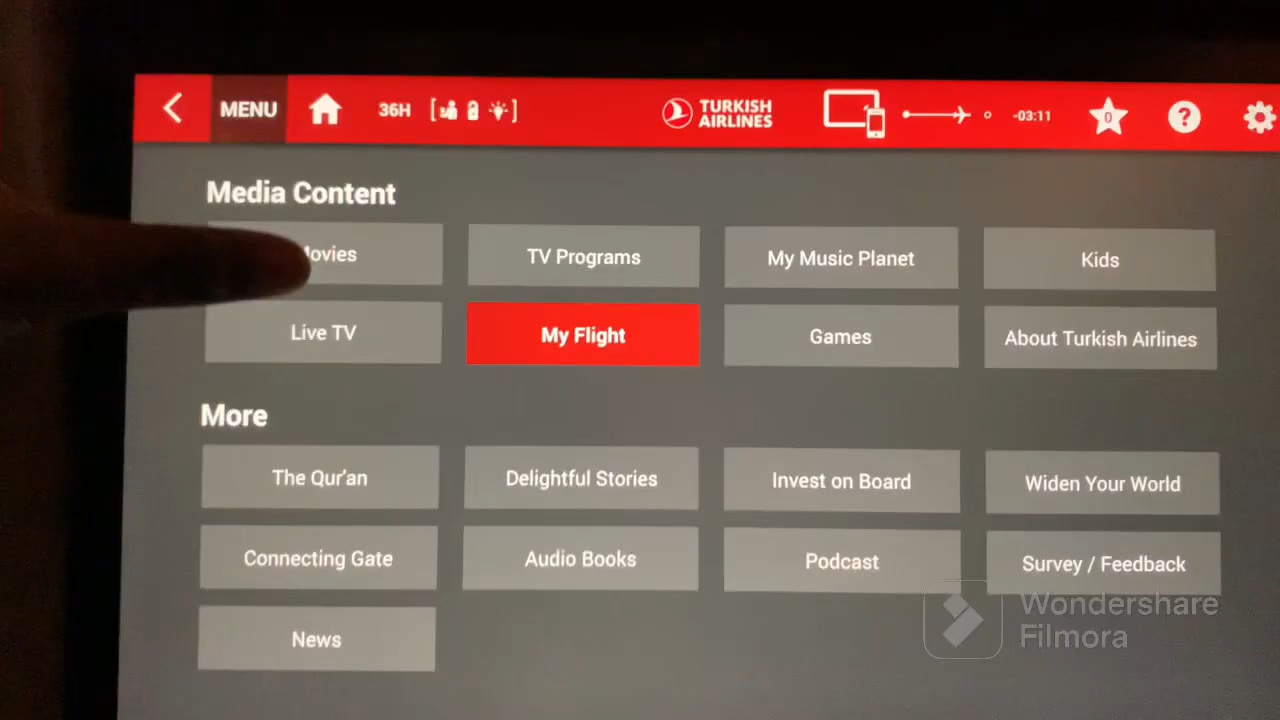 MENU
36H
TURKISH
AIRLINES
-03:11
0
?
Media Content
TV Programs
My Music Planet
Kids
Live TV
My Flight
Games
About Turkish Airlines
More
The Qur'an
Delightful Stories
Invest on Board
Widen Your World
Connecting Gate
Audio Books
Podcast
Survey / Feedback
News
Wondershare
Filmora